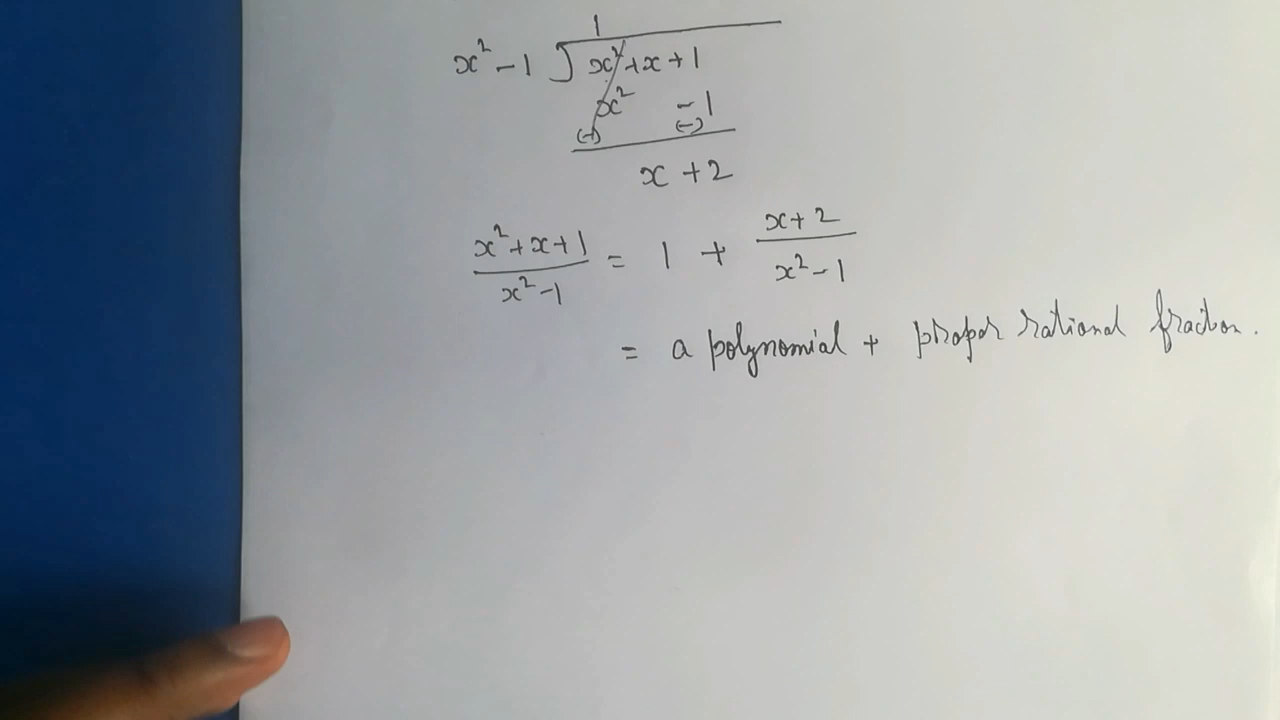 1
x² - 1 ) x² + x + 1
x² - 1
(-) (-)
x + 2
x² + x + 1 / x² - 1 = 1 + x + 2 / x² - 1
= a polynomial + proper rational fraction.